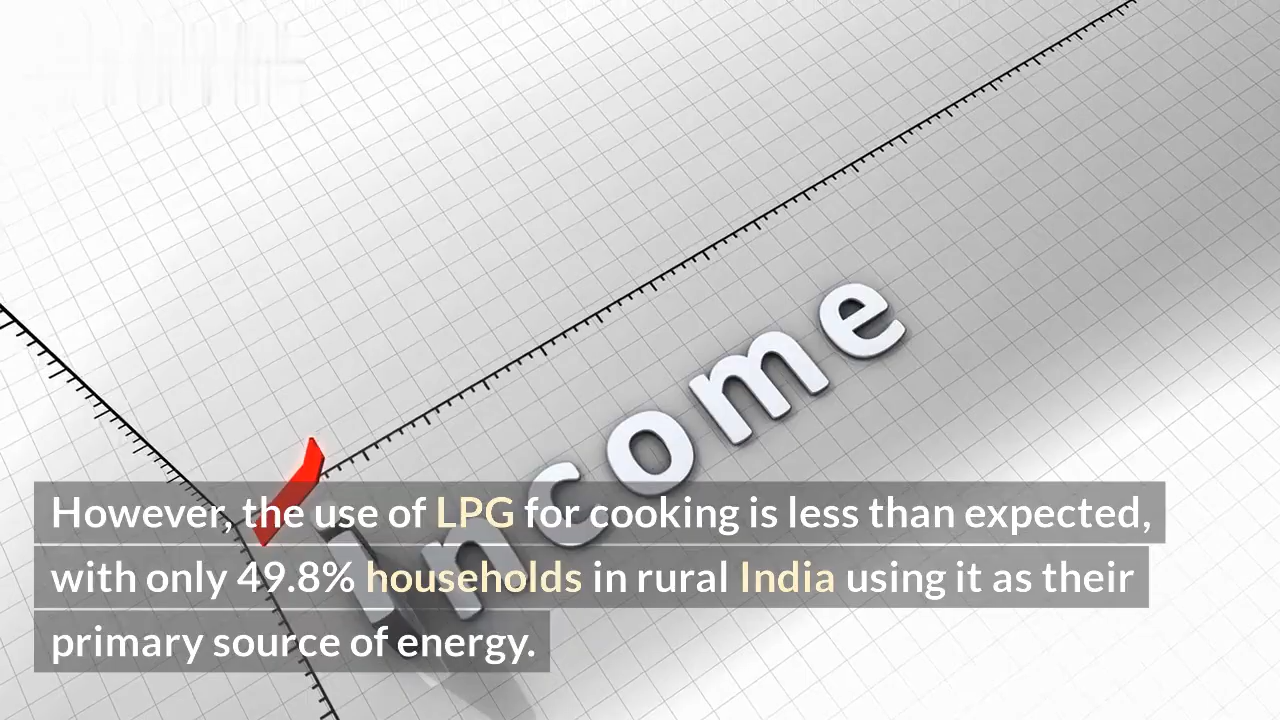 income
However, the use of LPG for cooking is less than expected,
with only 49.8% households in rural India using it as their
primary source of energy.